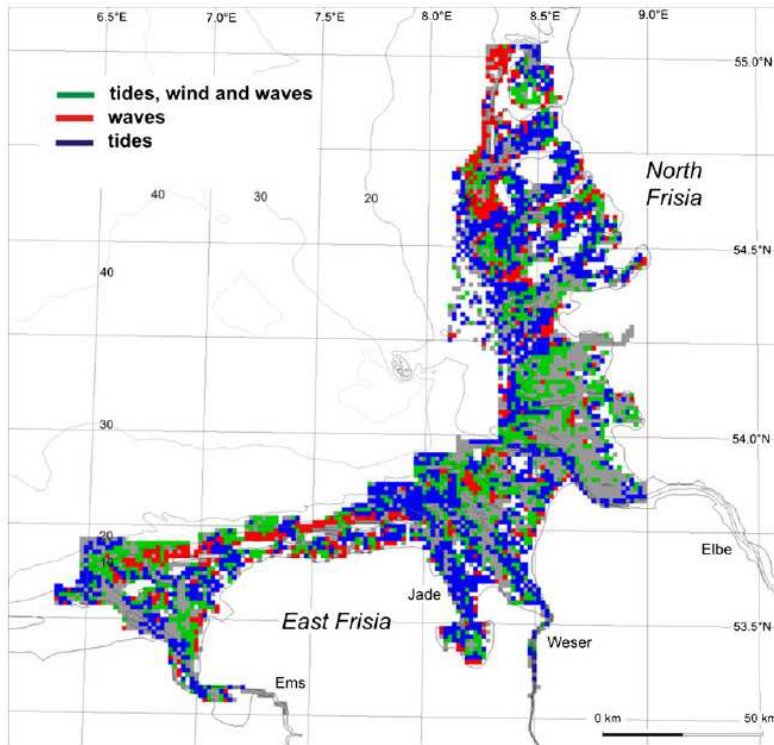 6.5° 7.0° 7.5° 8.0° 8.5° 9.0°E
55.0°N
tides, wind and waves
waves
tides
North
Frisia
40 30 20
54.5°N
40
30
54.0°N
20
10
Elbe
Jade
East Frisia
53.5°N
Weser
Ems
0 km 50 km